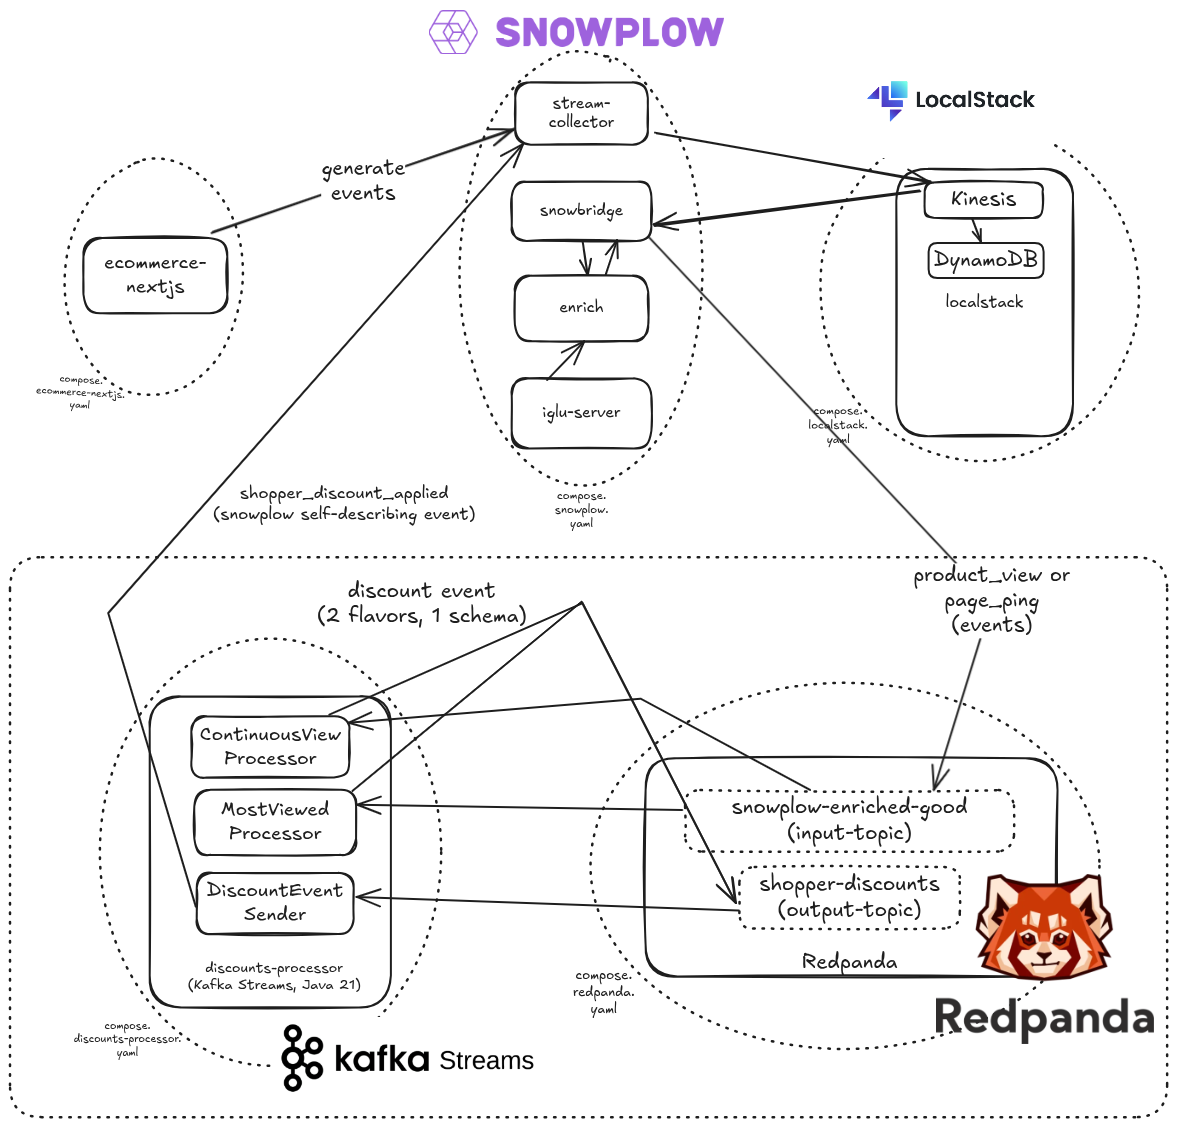 SNOWPLOW
stream-
collector
LocalStack
generate
events
snowbridge
Kinesis
DynamoDB
localstack
ecommerce-
nextjs
enrich
compose.
ecommerce-nextjs.
yaml
iglu-server
compose.
localstack.
yaml
shopper_discount_applied
(snowplow self-describing event)
compose.
snowplow.
yaml
product_view or
page_ping
(events)
discount event
(2 flavors, 1 schema)
ContinuousView
Processor
MostViewed
Processor
DiscountEvent
Sender
discounts-processor
(Kafka Streams, Java 21)
compose.
discounts-processor.
yaml
snowplow-enriched-good
(input-topic)
shopper-discounts
(output-topic)
Redpanda
compose.
redpanda.
yaml
Redpanda
kafka Streams